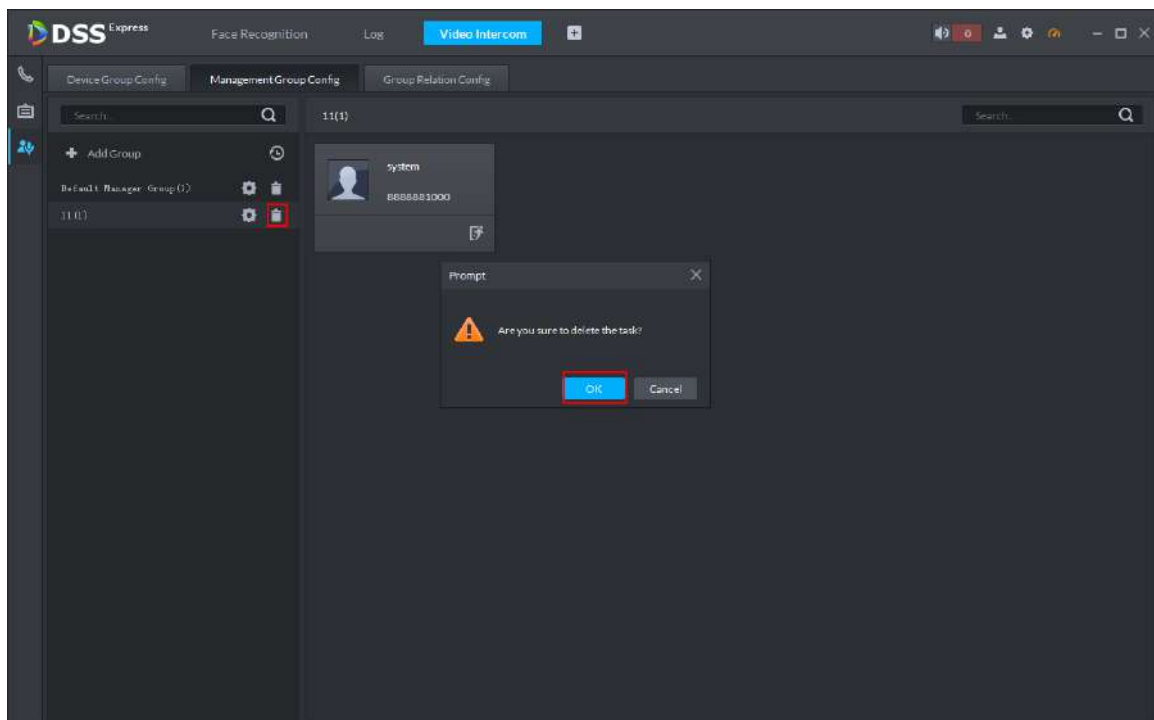 DSS Express Face Recognition Log Video Intercom 0
Device Group Config Management Group Config Group Relation Config
Search... 11(1) Search...
Add Group
system
Default Manager Group(1)
8888881000
11(1)
Prompt
Are you sure to delete the task?
OK Cancel